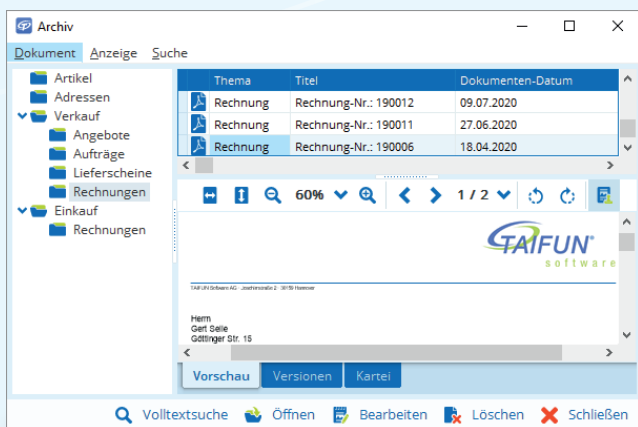 Archiv
Dokument Anzeige Suche
Artikel
Adressen
Verkauf
Angebote
Aufträge
Lieferscheine
Rechnungen
Einkauf
Rechnungen
Thema Titel Dokumenten-Datum
Rechnung Rechnung-Nr.: 190012 09.07.2020
Rechnung Rechnung-Nr.: 190011 27.06.2020
Rechnung Rechnung-Nr.: 190006 18.04.2020
60% 1 / 2
TAIFUN
software
TAIFUN Software AG
Herrn
Gert Selle
Göttinger Str. 15
Vorschau Versionen Kartei
Volltextsuche Öffnen Bearbeiten Löschen Schließen